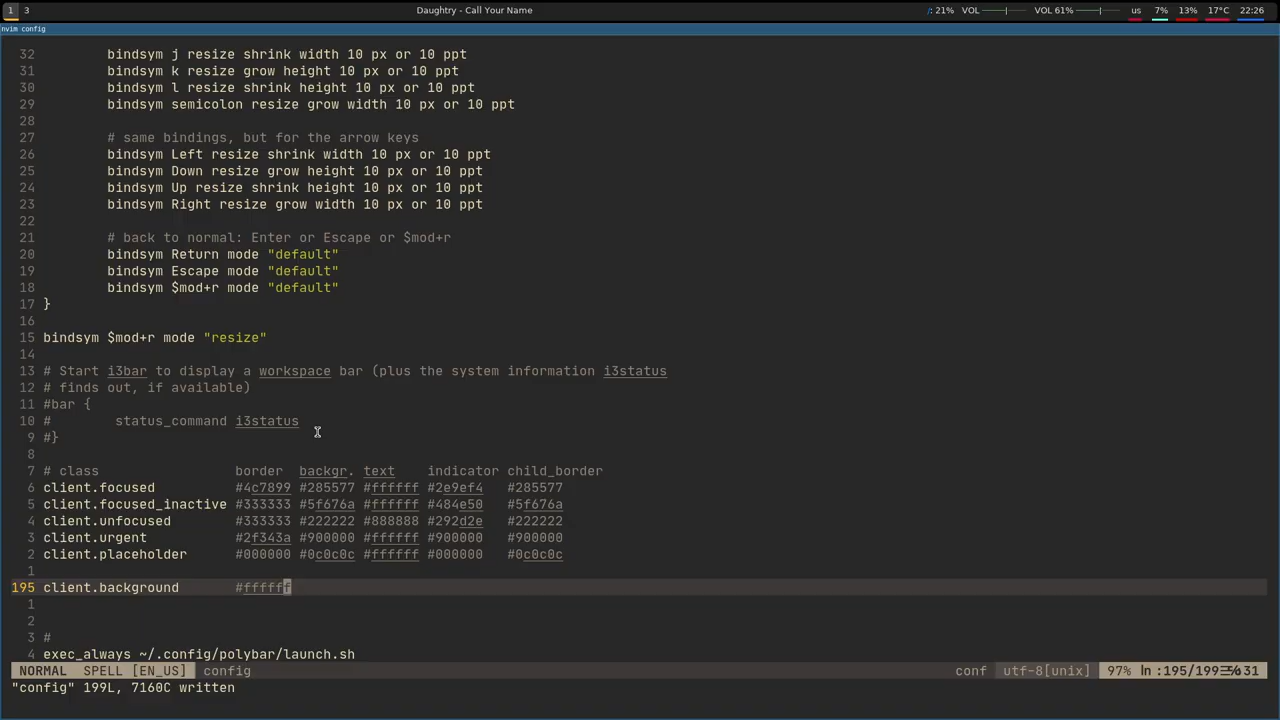 1 3 Daughtry - Call Your Name : 21% VOL VOL 61% us 7% 13% 17°C 22:26
nvim config
32 bindsym j resize shrink width 10 px or 10 ppt
31 bindsym k resize grow height 10 px or 10 ppt
30 bindsym l resize shrink height 10 px or 10 ppt
29 bindsym semicolon resize grow width 10 px or 10 ppt
28
27 # same bindings, but for the arrow keys
26 bindsym Left resize shrink width 10 px or 10 ppt
25 bindsym Down resize grow height 10 px or 10 ppt
24 bindsym Up resize shrink height 10 px or 10 ppt
23 bindsym Right resize grow width 10 px or 10 ppt
22
21 # back to normal: Enter or Escape or $mod+r
20 bindsym Return mode "default"
19 bindsym Escape mode "default"
18 bindsym $mod+r mode "default"
17 }
16
15 bindsym $mod+r mode "resize"
14
13 # Start i3bar to display a workspace bar (plus the system information i3status
12 # finds out, if available)
11 #bar {
10 # status_command i3status
9 #}
8
7 # class border backgr. text indicator child_border
6 client.focused #4c7899 #285577 #ffffff #2e9ef4 #285577
5 client.focused_inactive #333333 #5f676a #ffffff #484e50 #5f676a
4 client.unfocused #333333 #222222 #888888 #292d2e #222222
3 client.urgent #2f343a #900000 #ffffff #900000 #900000
2 client.placeholder #000000 #0c0c0c #ffffff #000000 #0c0c0c
1
195 client.background #ffffff
1
2
3 #
4 exec_always ~/.config/polybar/launch.sh
NORMAL SPELL [EN_US] config conf utf-8[unix] 97% ln :195/199 31
"config" 199L, 7160C written